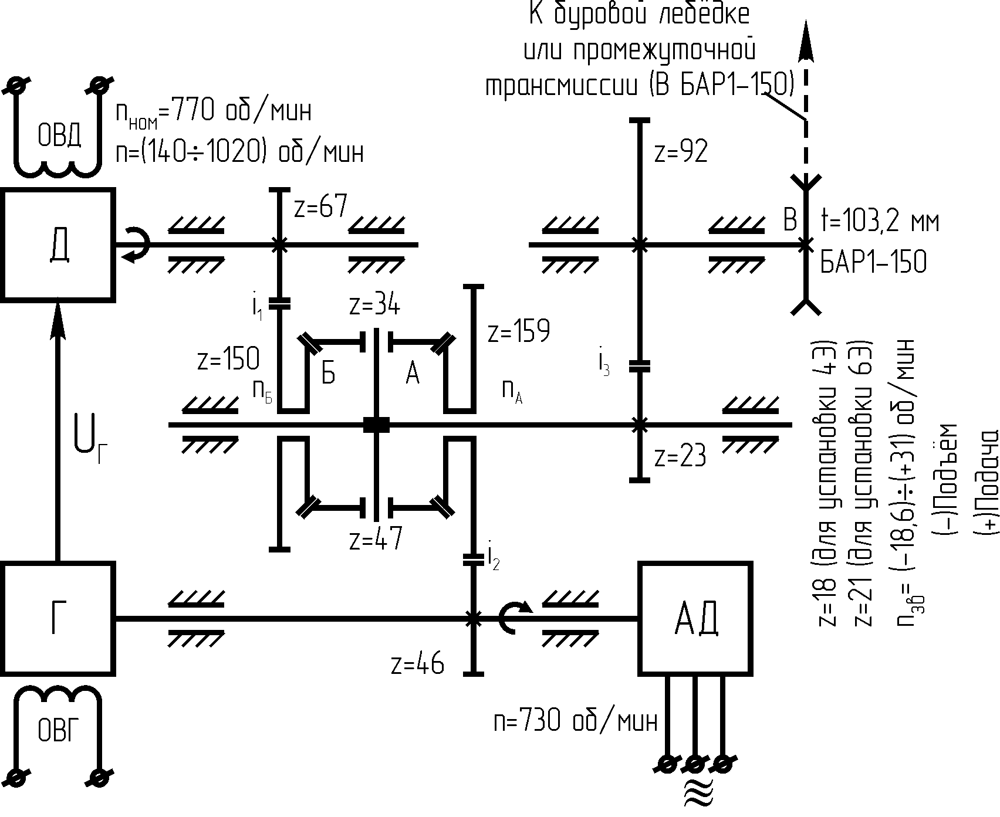 К буровой лебёдке
или промежуточной
трансмиссии (В БАР1-150)
nном=770 об/мин
n=(140÷1020) об/мин
ОВД
z=92
z=67
Д
В
t=103,2 мм
БАР1-150
i1
z=34
z=159
z=150
Б
А
i3
nБ
nА
UГ
z=23
z=47
i2
Г
АД
z=46
ОВГ
n=730 об/мин
z=18 (для установки 4Э)
z=21 (для установки 6Э)
nзв= (-18,6)÷(+31) об/мин
(-)Подъём
(+)Подача